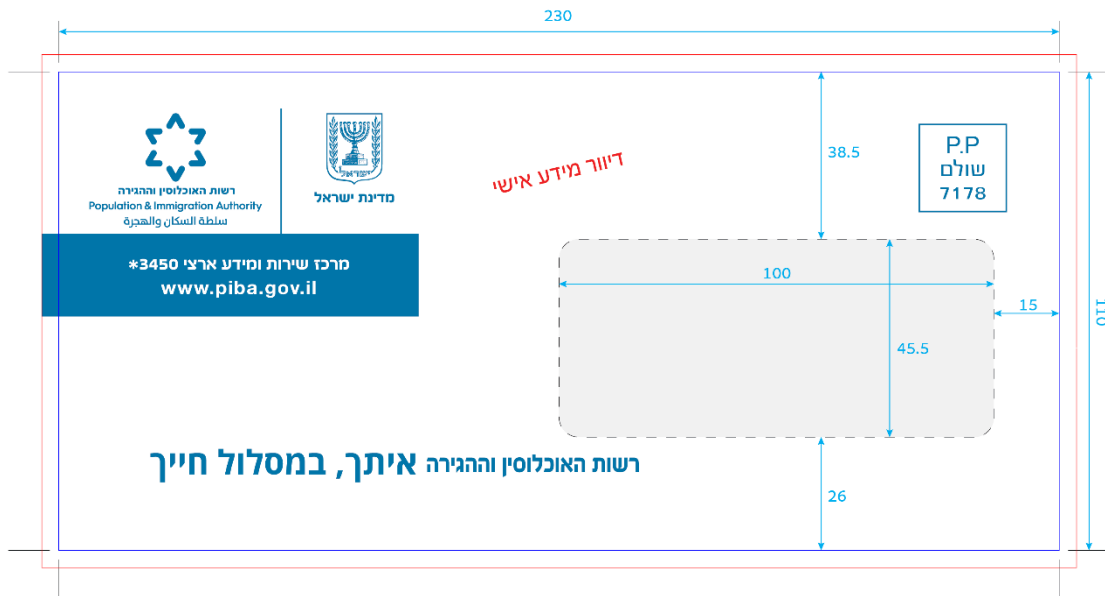 230
P.P
שולם
7178
38.5
דיוור מידע אישי
ישראל
מדינת ישראל
רשות האוכלוסין וההגירה
Population & Immigration Authority
سلطة السكان والهجرة
מרכז שירות ומידע ארצי 3450*
www.piba.gov.il
100
15
110
45.5
רשות האוכלוסין וההגירה איתך, במסלול חייך
26